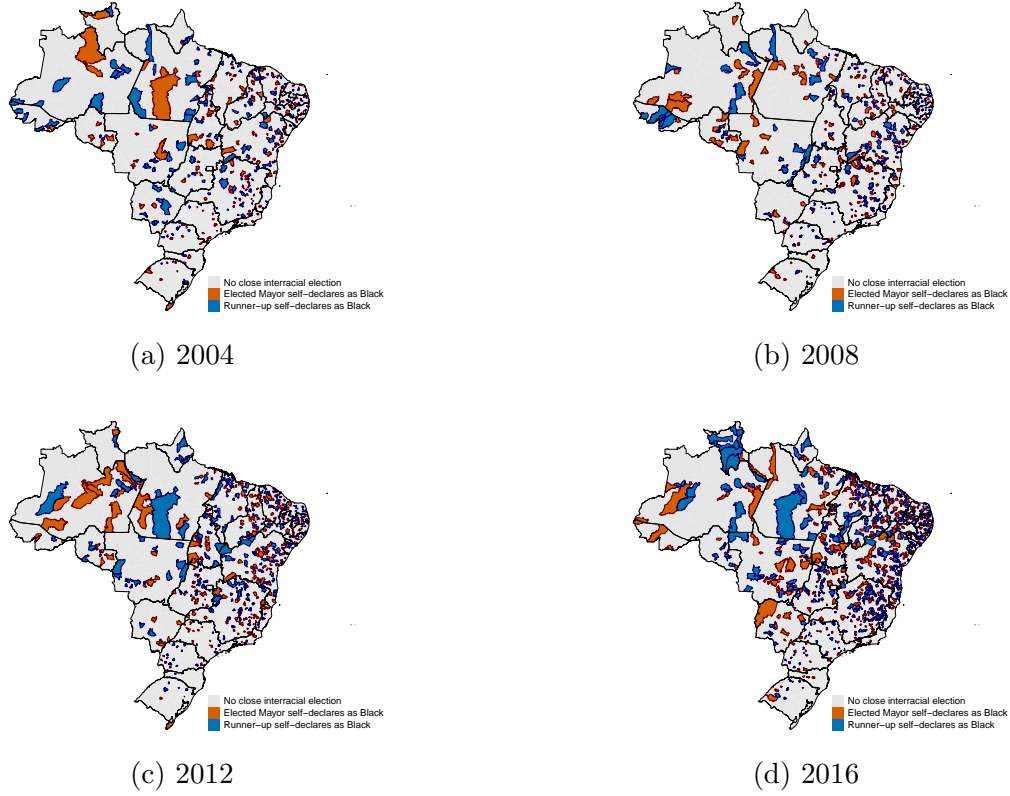 No close interracial election
Elected Mayor self−declares as Black
Runner−up self−declares as Black
(a) 2004
No close interracial election
Elected Mayor self−declares as Black
Runner−up self−declares as Black
(b) 2008
No close interracial election
Elected Mayor self−declares as Black
Runner−up self−declares as Black
(c) 2012
No close interracial election
Elected Mayor self−declares as Black
Runner−up self−declares as Black
(d) 2016